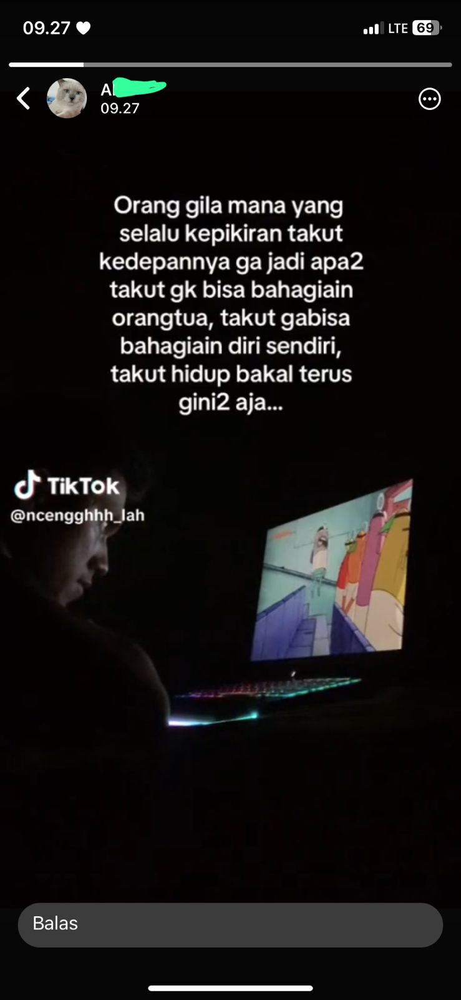 09.27
LTE 69
A
09.27
Orang gila mana yang
selalu kepikiran takut
kedepannya ga jadi apa2
takut gk bisa bahagiain
orangtua, takut gabisa
bahagiain diri sendiri,
takut hidup bakal terus
gini2 aja...
TikTok
@ncengghhh_lah
Balas